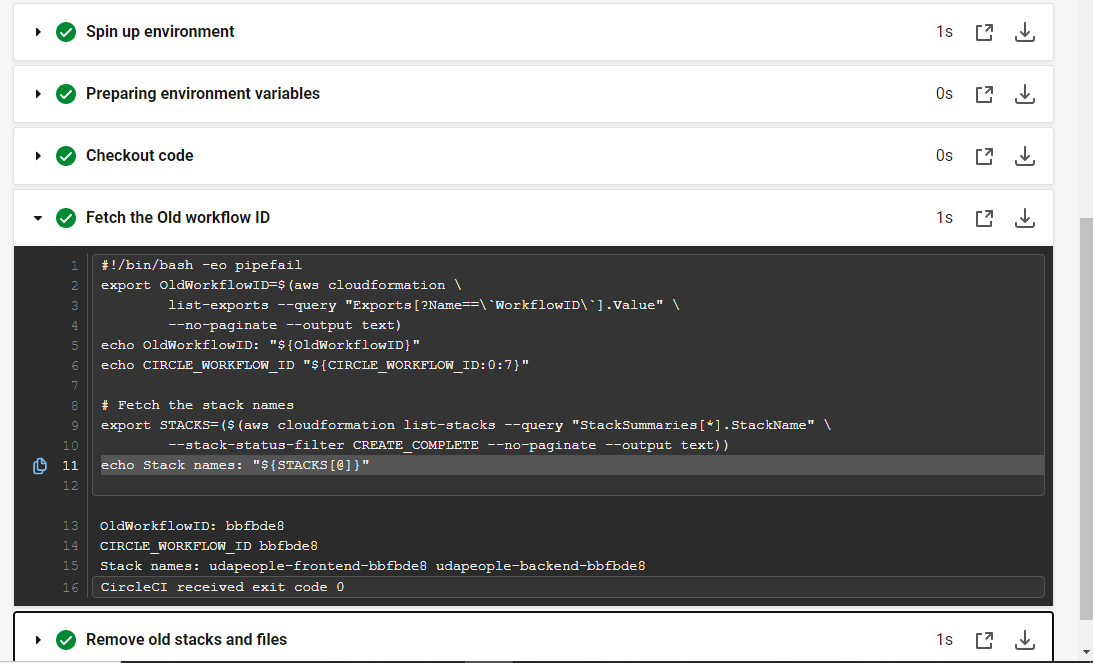 Spin up environment 1s
Preparing environment variables 0s
Checkout code 0s
Fetch the Old workflow ID 1s
1 #!/bin/bash -eo pipefail
2 export OldWorkflowID=$(aws cloudformation \
3         list-exports --query "Exports[?Name==\`WorkflowID\`].Value" \
4         --no-paginate --output text)
5 echo OldWorkflowID: "${OldWorkflowID}"
6 echo CIRCLE_WORKFLOW_ID "${CIRCLE_WORKFLOW_ID:0:7}"
7
8 # Fetch the stack names
9 export STACKS=($(aws cloudformation list-stacks --query "StackSummaries[*].StackName" \
10         --stack-status-filter CREATE_COMPLETE --no-paginate --output text))
11 echo Stack names: "${STACKS[@]}"
12
13 OldWorkflowID: bbfbde8
14 CIRCLE_WORKFLOW_ID bbfbde8
15 Stack names: udapeople-frontend-bbfbde8 udapeople-backend-bbfbde8
16 CircleCI received exit code 0
Remove old stacks and files 1s